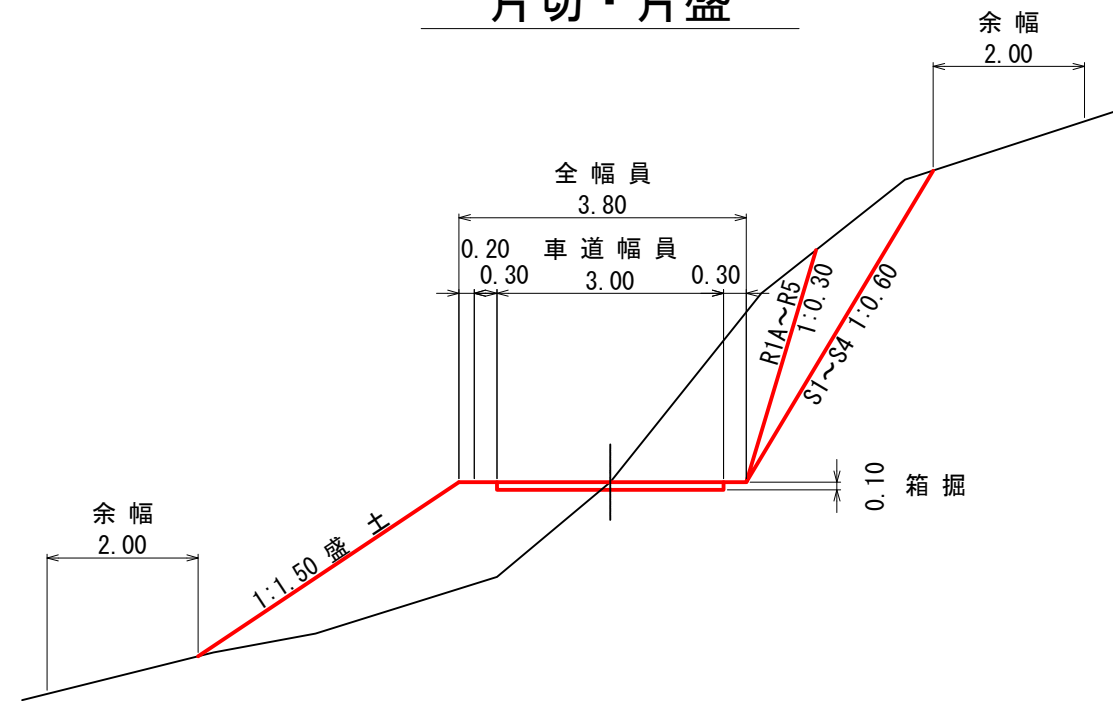 片切・片盛
余 幅
2.00
全 幅 員
3.80
0.20 車 道 幅 員
0.30 3.00 0.30
R1A～R5
1:0.30
S1～S4 1:0.60
0.10 箱 掘
余 幅
2.00
1:1.50 盛 土